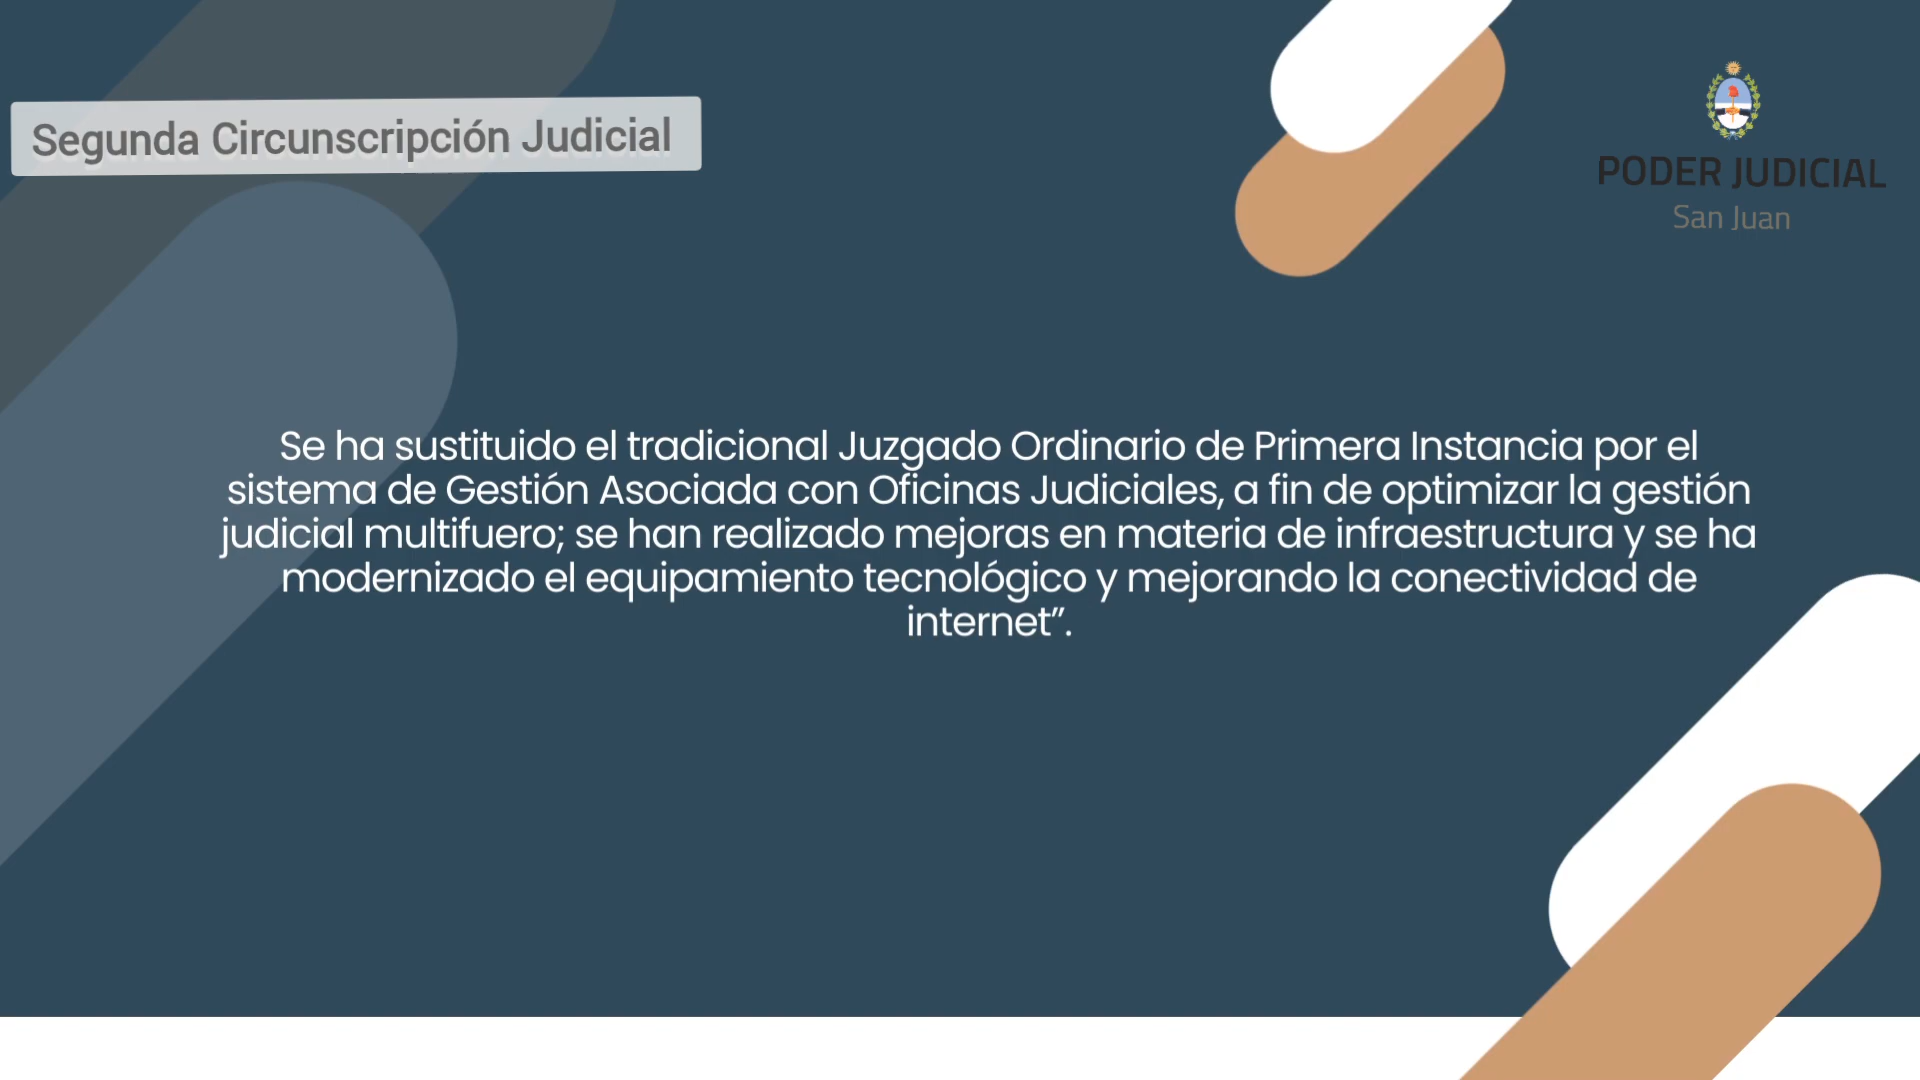 Segunda Circunscripción Judicial
PODER JUDICIAL
San Juan
Se ha sustituido el tradicional Juzgado Ordinario de Primera Instancia por el
sistema de Gestión Asociada con Oficinas Judiciales, a fin de optimizar la gestión
judicial multifuero; se han realizado mejoras en materia de infraestructura y se ha
modernizado el equipamiento tecnológico y mejorando la conectividad de
internet”.